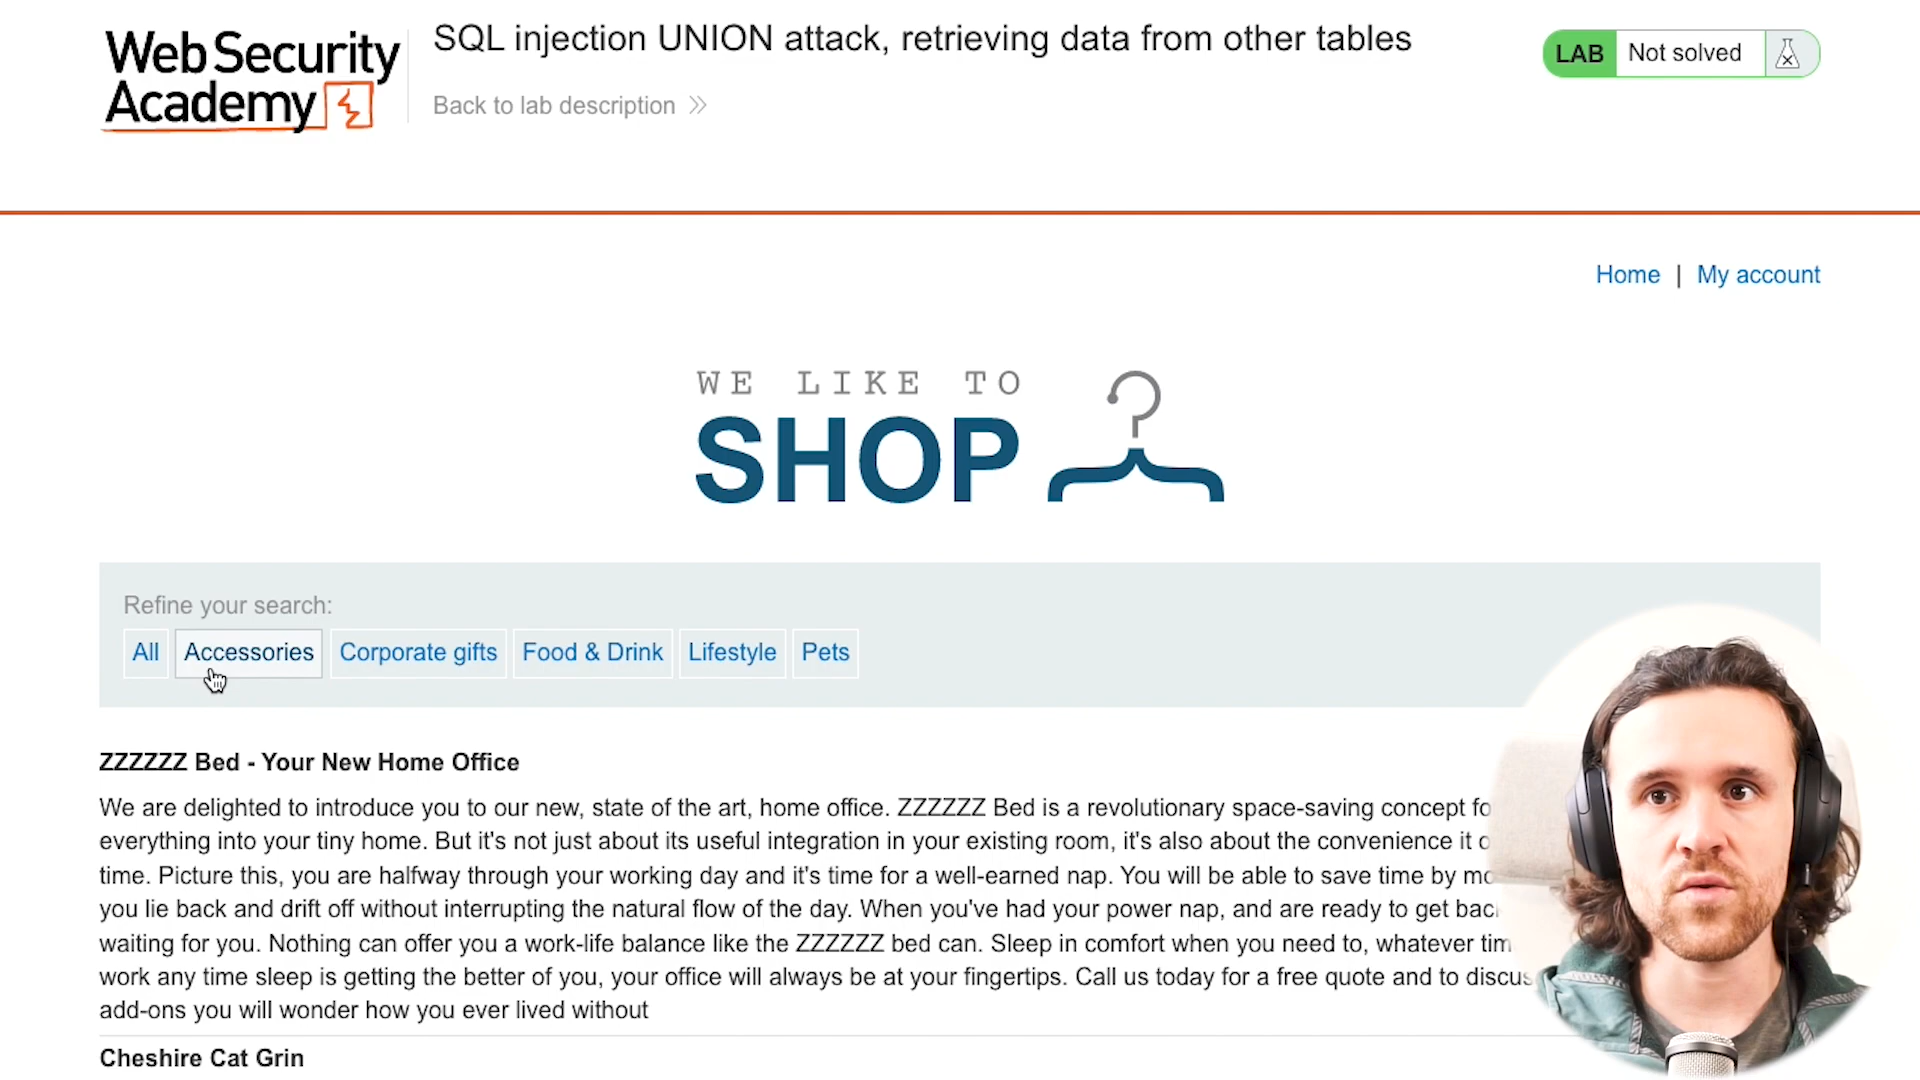 Web Security
Academy
SQL injection UNION attack, retrieving data from other tables
Back to lab description
LAB Not solved
Home | My account
WE LIKE TO
SHOP
Refine your search:
All Accessories Corporate gifts Food & Drink Lifestyle Pets
ZZZZZZ Bed - Your New Home Office
We are delighted to introduce you to our new, state of the art, home office. ZZZZZZ Bed is a revolutionary space-saving concept
everything into your tiny home. But it's not just about its useful integration in your existing room, it's also about the convenience it
time. Picture this, you are halfway through your working day and it's time for a well-earned nap. You will be able to save time by
you lie back and drift off without interrupting the natural flow of the day. When you've had your power nap, and are ready to get
waiting for you. Nothing can offer you a work-life balance like the ZZZZZZ bed can. Sleep in comfort when you need to, whatever
work any time sleep is getting the better of you, your office will always be at your fingertips. Call us today for a free quote and to
add-ons you will wonder how you ever lived without
Cheshire Cat Grin